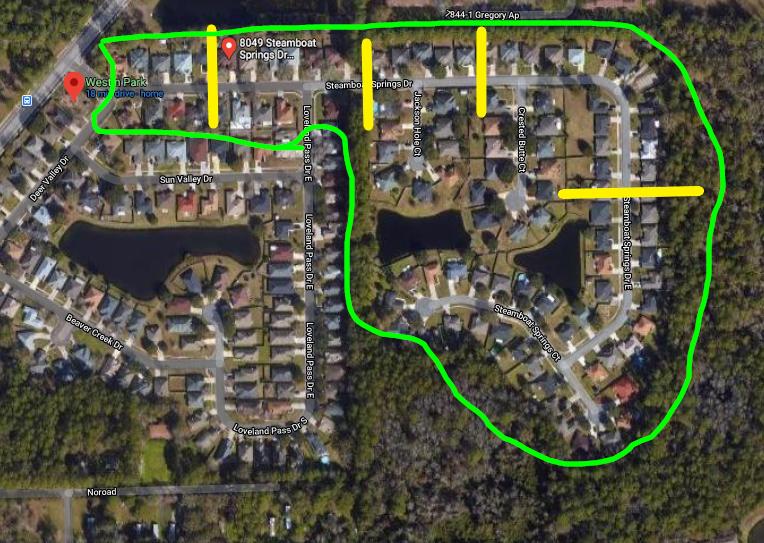 2844-1 Gregory Ap
8049 Steamboat
Springs Dr...
Westin Park
18 min drive - home
Steamboat Springs Dr
Jackson Hole Ct
Crested Butte Ct
Loveland Pass Dr E
Deer Valley Dr
Sun Valley Dr
Steamboat Springs Dr E
Loveland Pass Dr E
Beaver Creek Dr
Steamboat Springs Ct
Loveland Pass Dr E
Loveland Pass Dr S
Noroad